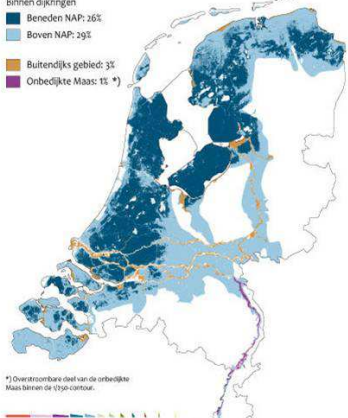 Binnen dijkringen
Beneden NAP: 26%
Boven NAP: 29%
Buitendijks gebied: 3%
Onbedijkte Maas: 1% *)
*) Overstroombare deel van de onbedijkte
Maas binnen de 1/250 contour.